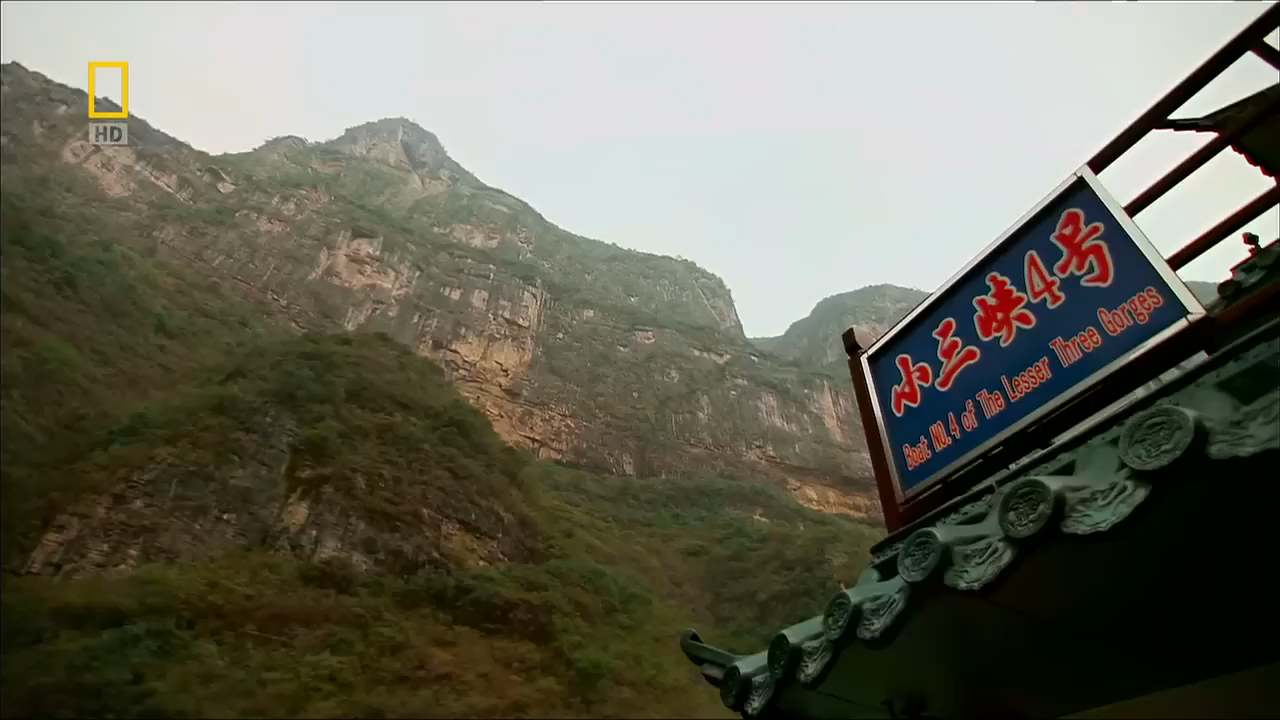 HD
小三峡4号
Boat NO.4 of The Lesser Three Gorges